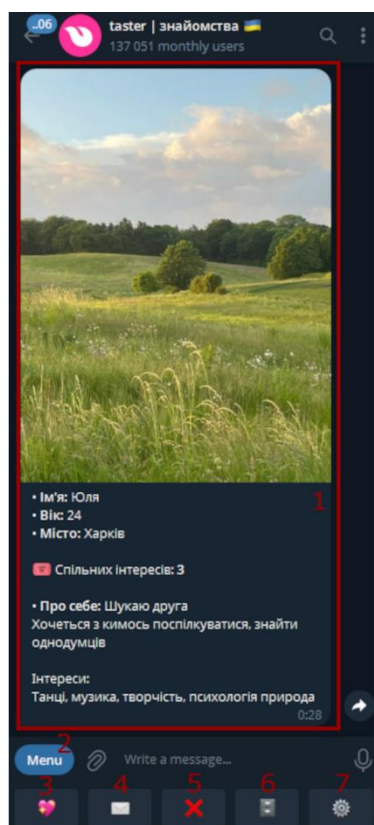 ..06
taster | знайомства 🇺🇦
137 051 monthly users
• Ім'я: Юля
• Вік: 24
• Місто: Харків
Спільних інтересів: 3
• Про себе: Шукаю друга
Хочеться з кимось поспілкуватися, знайти
однодумців
Інтереси:
Танці, музика, творчість, психологія природа
0:28
1
2
Menu
Write a message...
3
4
5
6
7